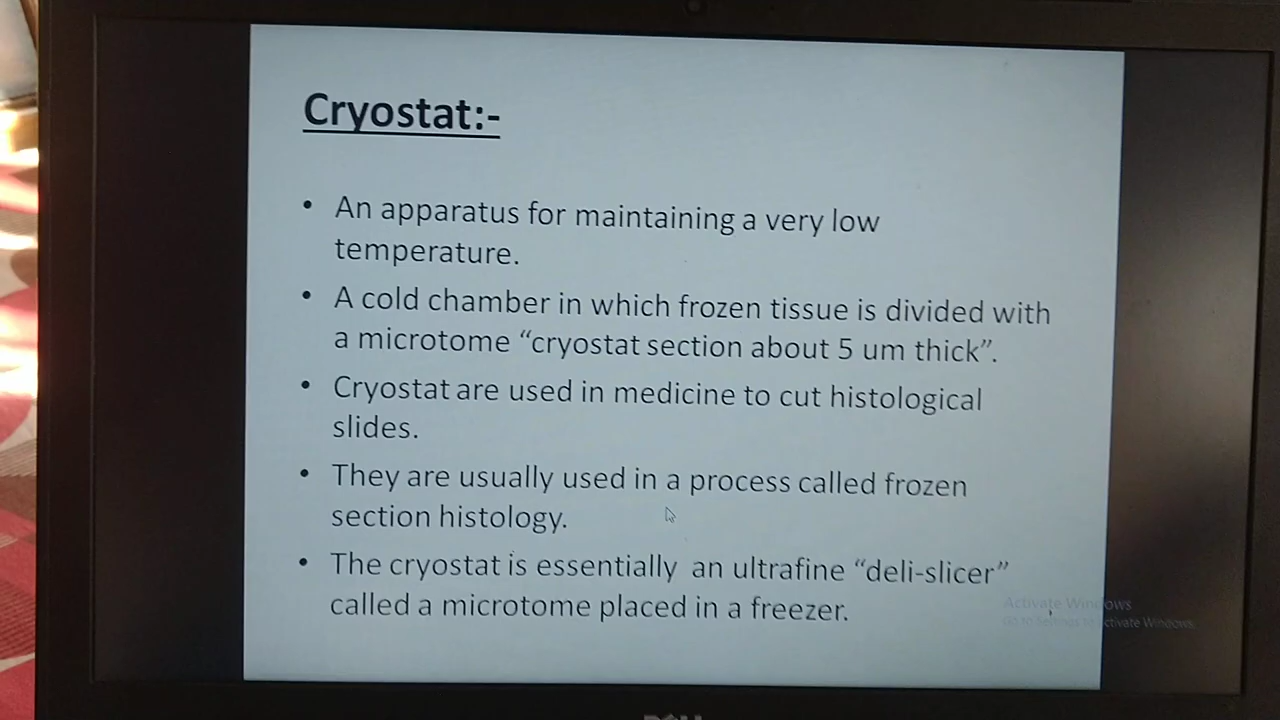 Cryostat:-
• An apparatus for maintaining a very low
temperature.
• A cold chamber in which frozen tissue is divided with
a microtome “cryostat section about 5 um thick”.
• Cryostat are used in medicine to cut histological
slides.
• They are usually used in a process called frozen
section histology.
• The cryostat is essentially an ultrafine “deli-slicer”
called a microtome placed in a freezer.
Activate Windows
Go to Settings to activate Windows.